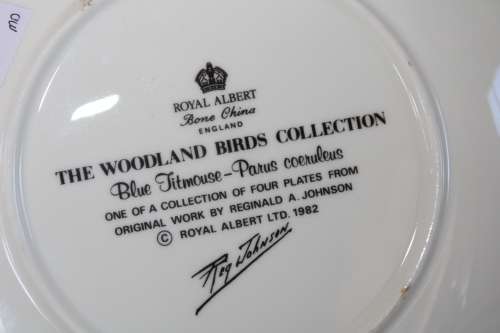 ROYAL ALBERT
Bone China
ENGLAND
THE WOODLAND BIRDS COLLECTION
Blue Titmouse-Parus coeruleus
ONE OF A COLLECTION OF FOUR PLATES FROM
ORIGINAL WORK BY REGINALD A. JOHNSON
© ROYAL ALBERT LTD. 1982
Reg Johnson